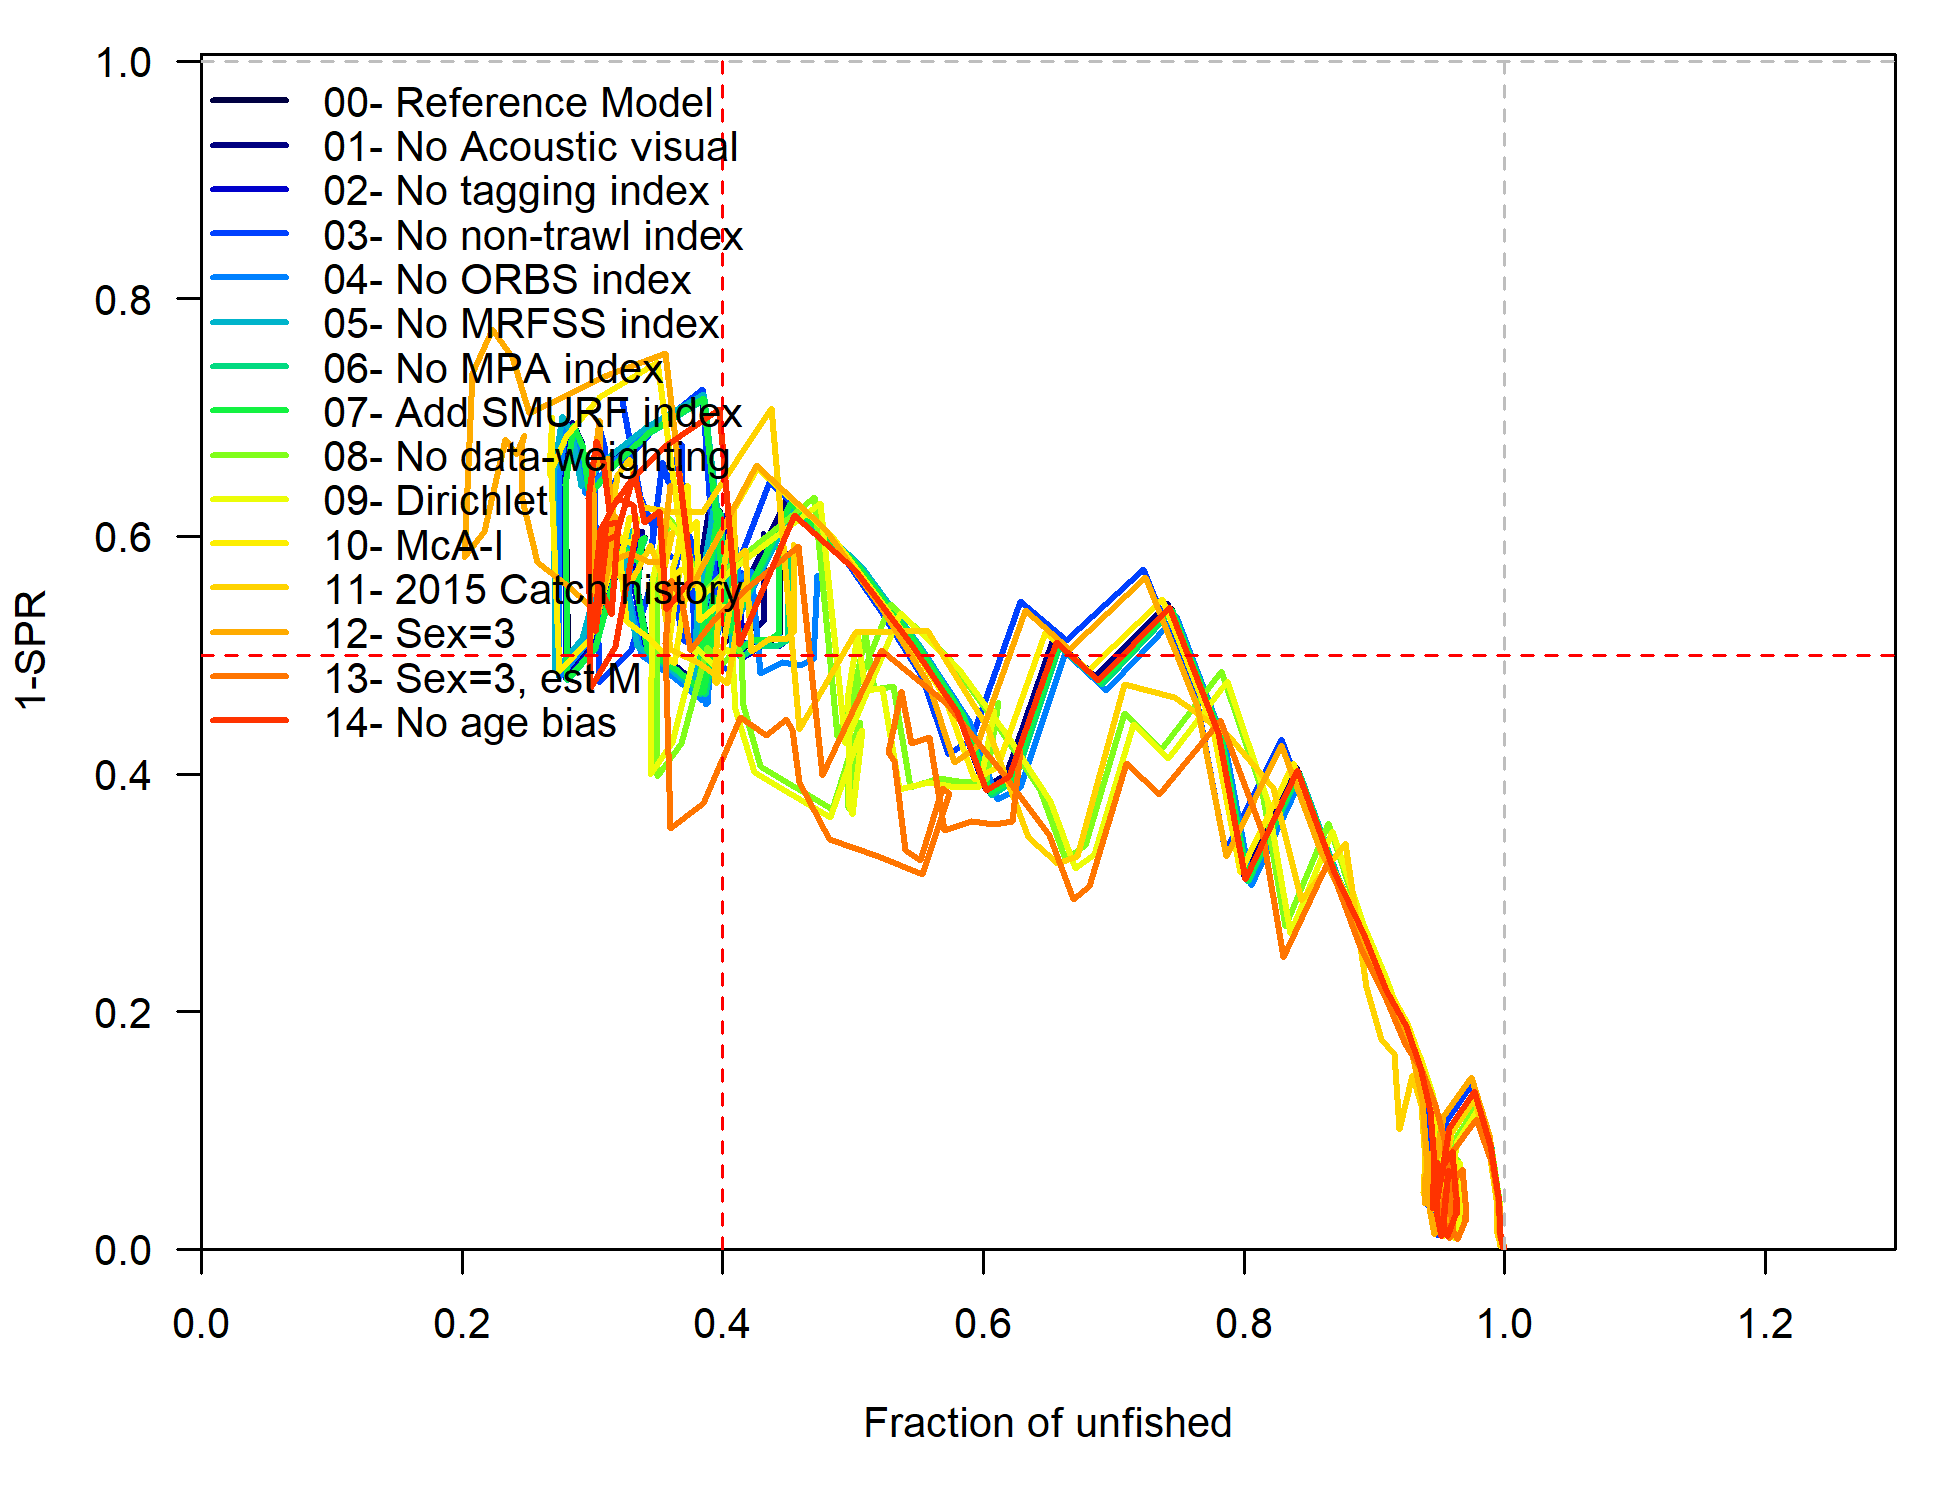 1.0
0.8
0.6
0.4
0.2
0.0
1-SPR
00- Reference Model
01- No Acoustic visual
02- No tagging index
03- No non-trawl index
04- No ORBS index
05- No MRFSS index
06- No MPA index
07- Add SMURF index
08- No data-weighting
09- Dirichlet
10- McA-I
11- 2015 Catch history
12- Sex=3
13- Sex=3, est M
14- No age bias
0.0 0.2 0.4 0.6 0.8 1.0 1.2
Fraction of unfished